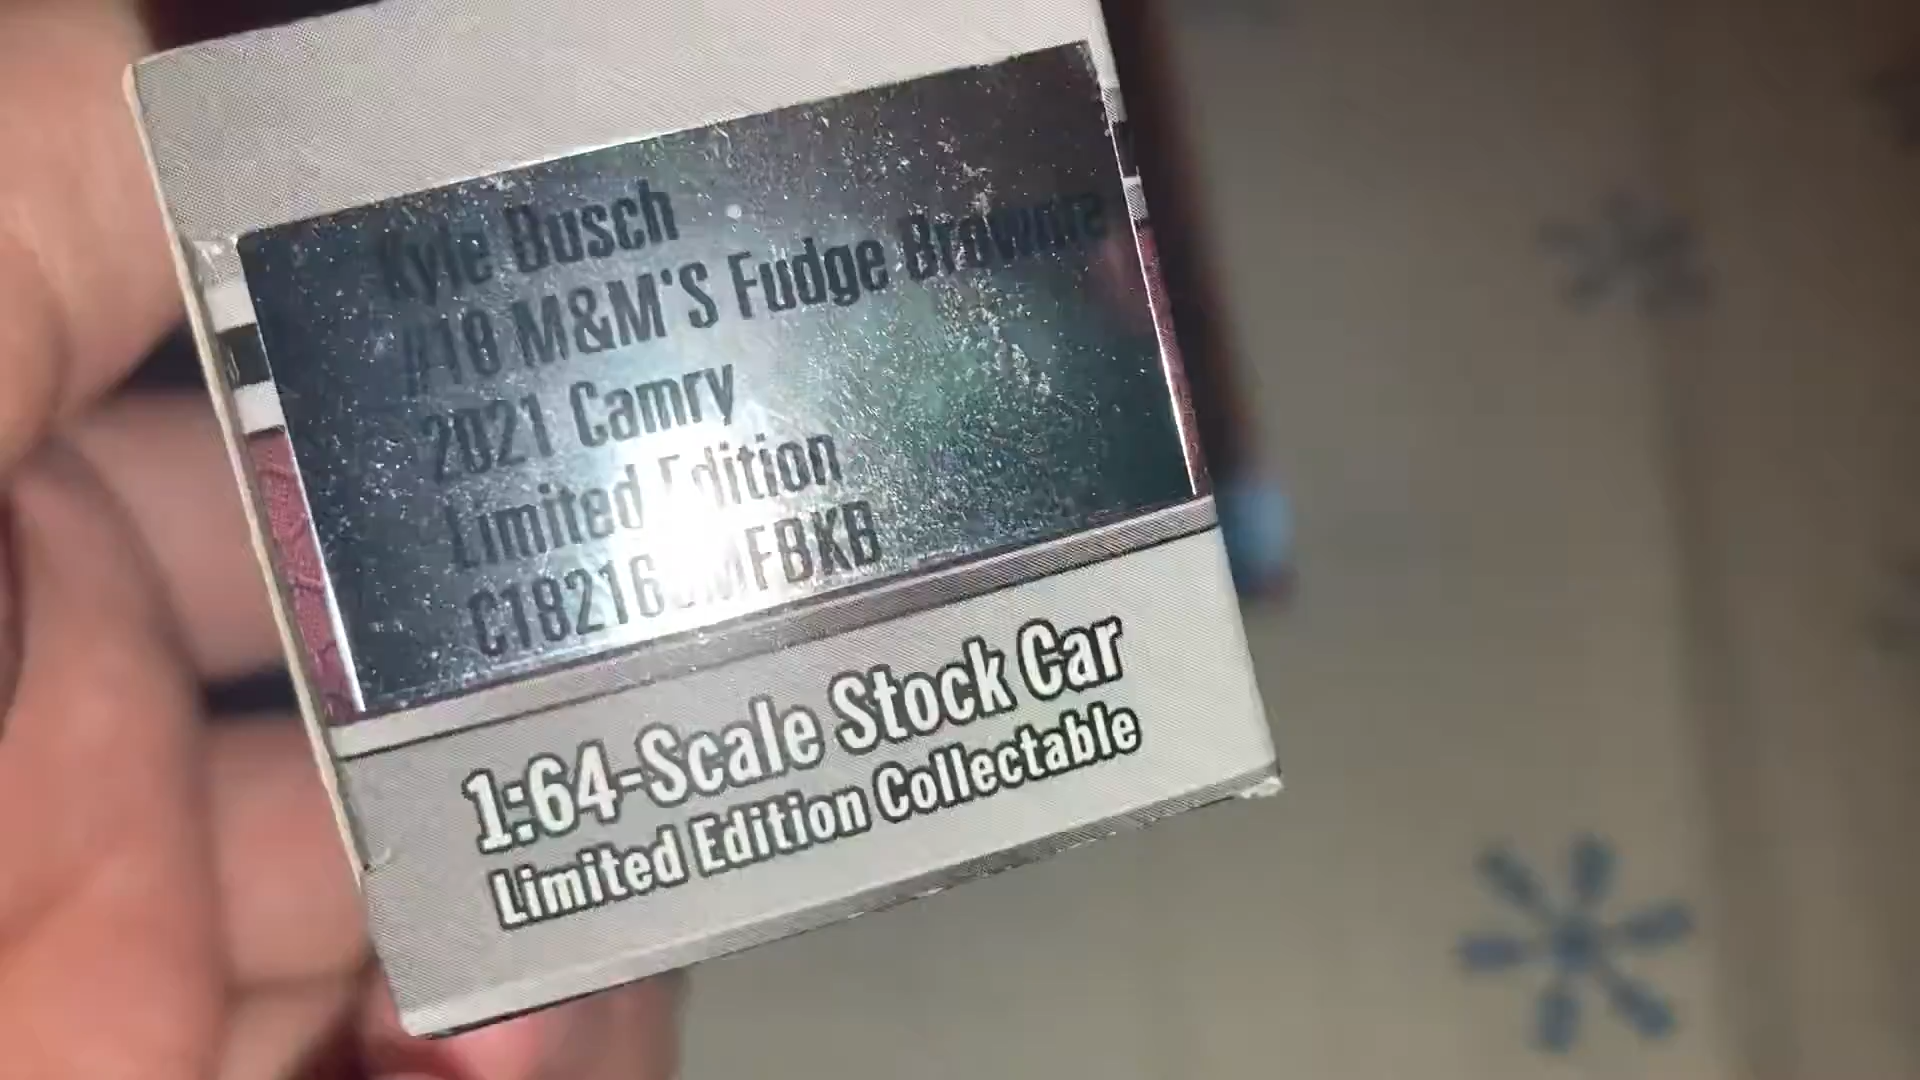 Kyle Busch
#18 M&M'S Fudge Brownie
2021 Camry
Limited Edition
1:64-Scale Stock Car
Limited Edition Collectable